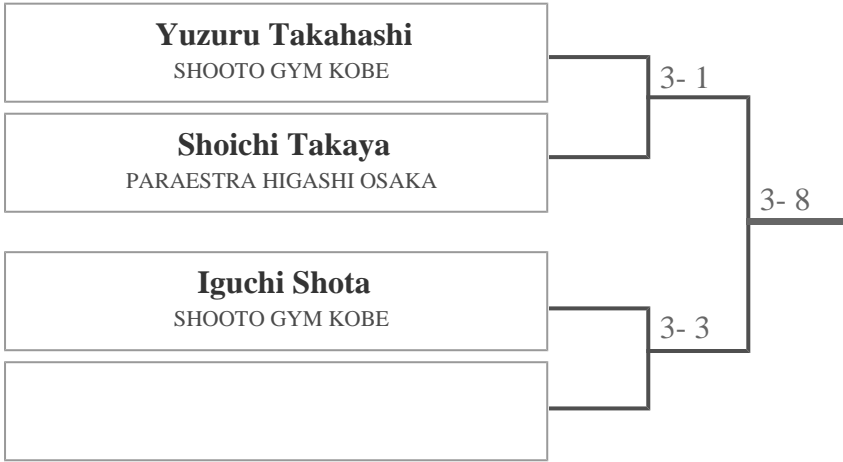 Yuzuru Takahashi
SHOOTO GYM KOBE
3- 1
Shoichi Takaya
PARAESTRA HIGASHI OSAKA
3- 8
Iguchi Shota
SHOOTO GYM KOBE
3- 3